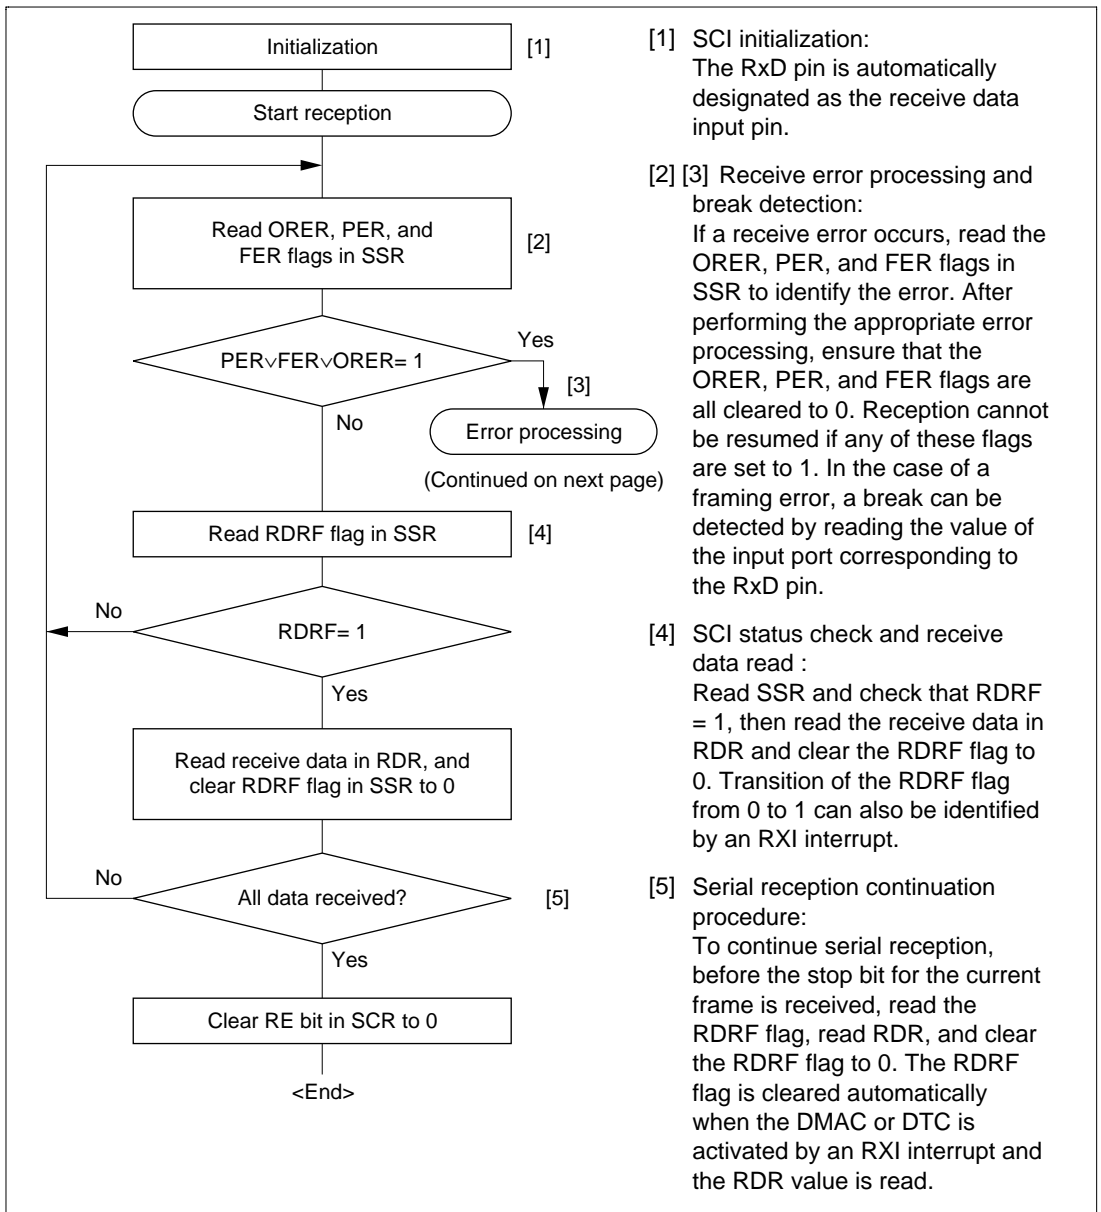 Initialization
[1]
Start reception
Read ORER, PER, and
FER flags in SSR
[2]
PER∨FER∨ORER= 1
Yes
[3]
No
Error processing
(Continued on next page)
Read RDRF flag in SSR
[4]
No
RDRF= 1
Yes
Read receive data in RDR, and
clear RDRF flag in SSR to 0
No
All data received?
[5]
Yes
Clear RE bit in SCR to 0
<End>
[1] SCI initialization:
The RxD pin is automatically
designated as the receive data
input pin.
[2] [3] Receive error processing and
break detection:
If a receive error occurs, read the
ORER, PER, and FER flags in
SSR to identify the error. After
performing the appropriate error
processing, ensure that the
ORER, PER, and FER flags are
all cleared to 0. Reception cannot
be resumed if any of these flags
are set to 1. In the case of a
framing error, a break can be
detected by reading the value of
the input port corresponding to
the RxD pin.
[4] SCI status check and receive
data read :
Read SSR and check that RDRF
= 1, then read the receive data in
RDR and clear the RDRF flag to
0. Transition of the RDRF flag
from 0 to 1 can also be identified
by an RXI interrupt.
[5] Serial reception continuation
procedure:
To continue serial reception,
before the stop bit for the current
frame is received, read the
RDRF flag, read RDR, and clear
the RDRF flag to 0. The RDRF
flag is cleared automatically
when the DMAC or DTC is
activated by an RXI interrupt and
the RDR value is read.